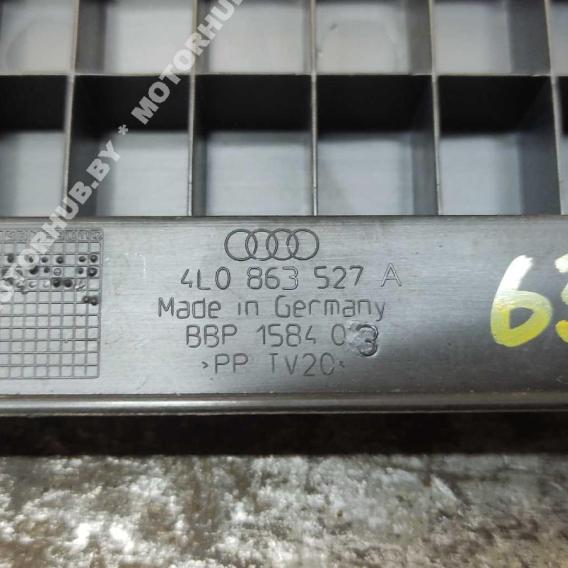 MOTORHUB.BY * MOTORHUB
4L0 863 527 A
Made in Germany
BBP 1584 03
>PP TV20<
63